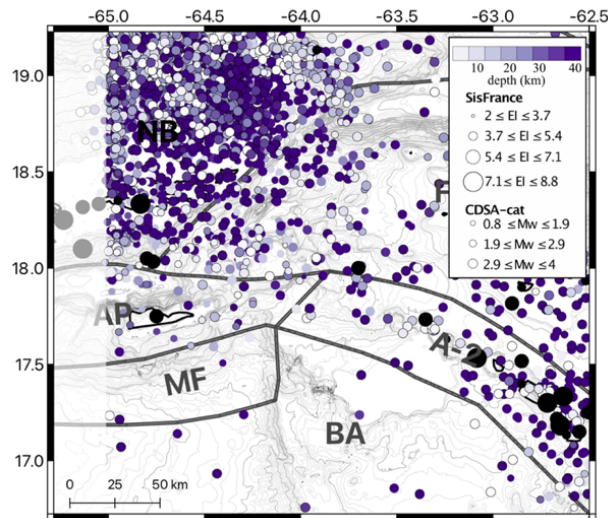 -65.0 -64.5 -64.0 -63.5 -63.0 -62.5
19.0
18.5
18.0
17.5
17.0
10 20 30 40
depth (km)
SisFrance
2 ≤ EI ≤ 3.7
3.7 ≤ EI ≤ 5.4
5.4 ≤ EI ≤ 7.1
7.1 ≤ EI ≤ 8.8
CDSA-cat
0.8 ≤Mw ≤ 1.9
1.9 ≤Mw ≤ 2.9
2.9 ≤Mw ≤ 4
NB
AP
A-2
MF
BA
0 25 50 km